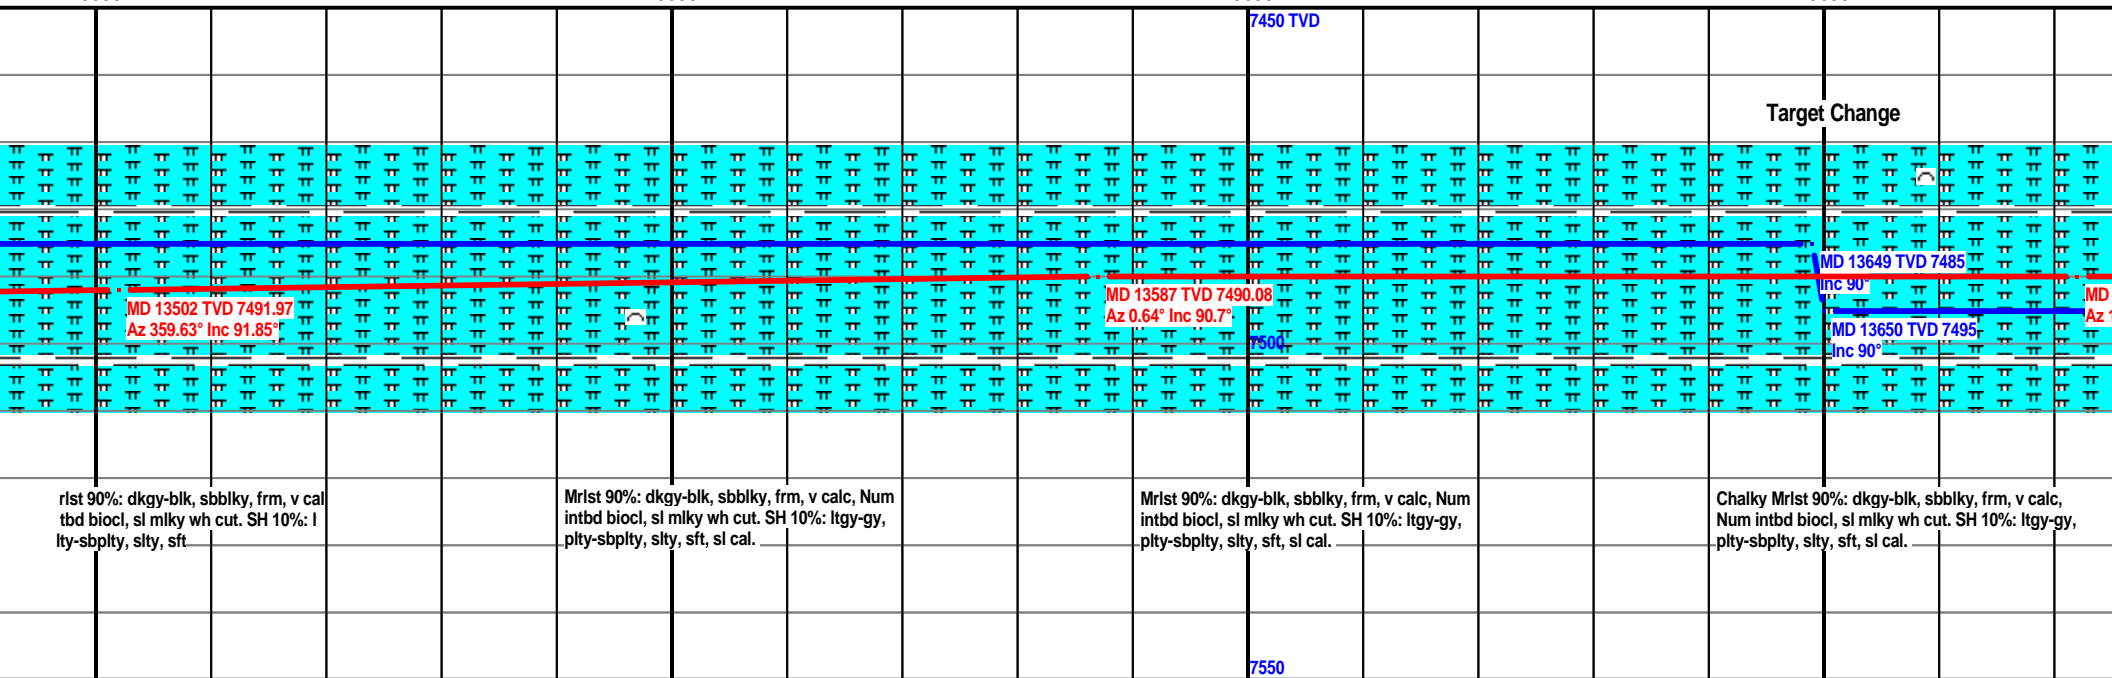 7450 TVD
Target Change
MD 13649 TVD 7485
Inc 90°
MD 13502 TVD 7491.97
Az 359.63° Inc 91.85°
MD 13587 TVD 7490.08
Az 0.64° Inc 90.7°
MD
Az 1
MD 13650 TVD 7495
Inc 90°
7500
rlst 90%: dkgy-blk, sbblky, frm, v cal
tbd biocl, sl mlky wh cut. SH 10%: l
lty-sbplty, slty, sft
Mrlst 90%: dkgy-blk, sbblky, frm, v calc, Num
intbd biocl, sl mlky wh cut. SH 10%: ltgy-gy,
plty-sbplty, slty, sft, sl cal.
Mrlst 90%: dkgy-blk, sbblky, frm, v calc, Num
intbd biocl, sl mlky wh cut. SH 10%: ltgy-gy,
plty-sbplty, slty, sft, sl cal.
Chalky Mrlst 90%: dkgy-blk, sbblky, frm, v calc,
Num intbd biocl, sl mlky wh cut. SH 10%: ltgy-gy,
plty-sbplty, slty, sft, sl cal.
7550